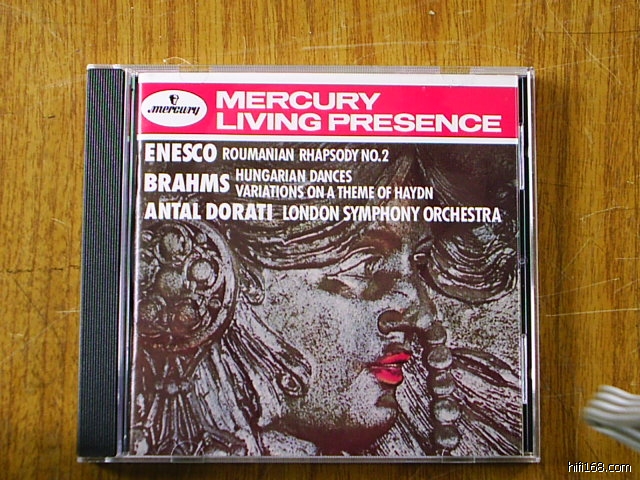 mercury
MERCURY
LIVING PRESENCE
ENESCO ROUMANIAN RHAPSODY NO.2
BRAHMS HUNGARIAN DANCES
VARIATIONS ON A THEME OF HAYDN
ANTAL DORATI LONDON SYMPHONY ORCHESTRA
hifi168.com